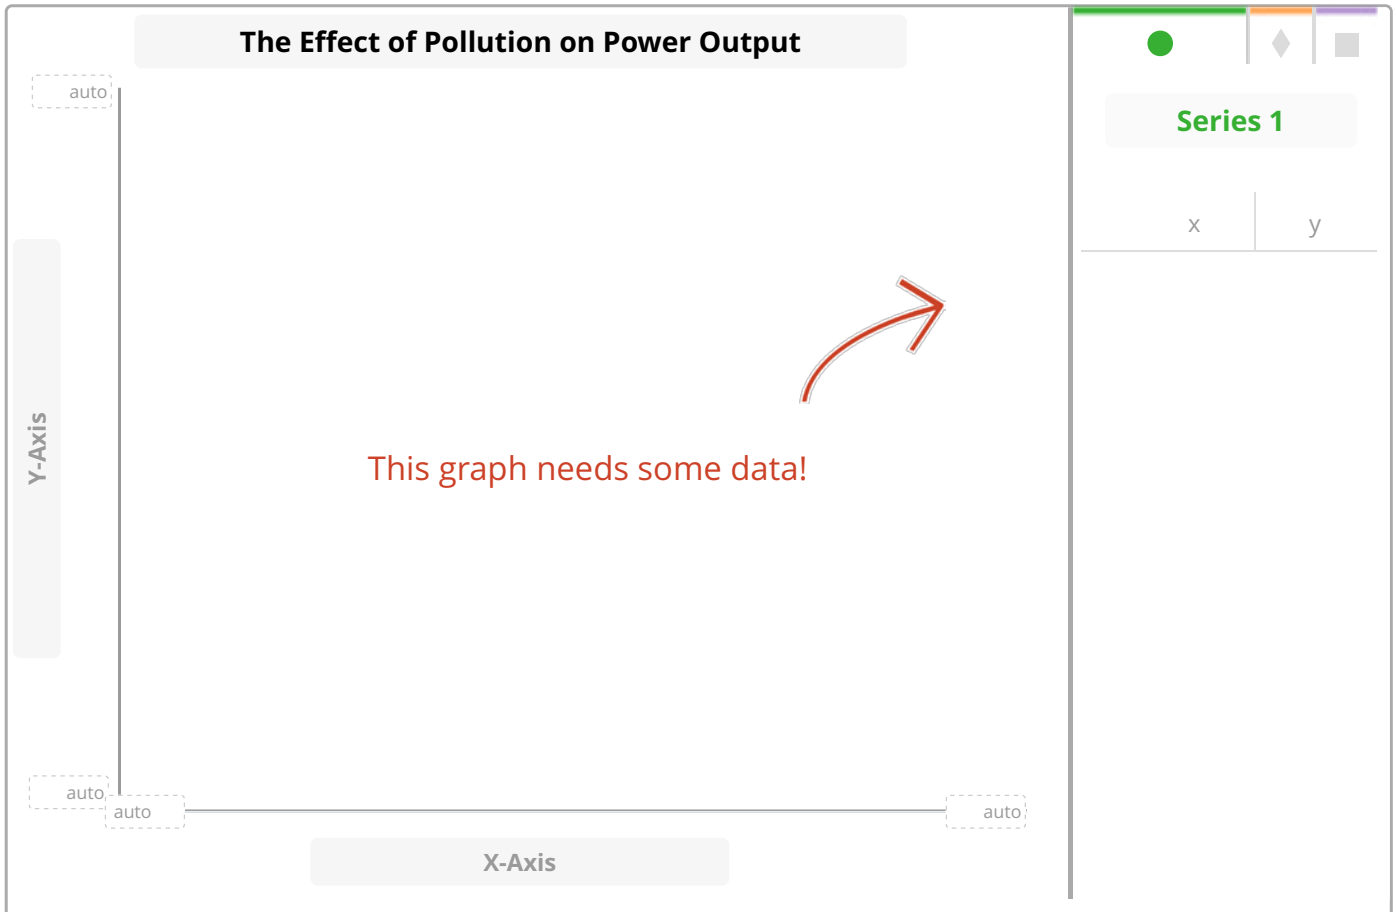 The Effect of Pollution on Power Output
auto
Y-Axis
This graph needs some data!
auto
auto
auto
X-Axis
Series 1
x y